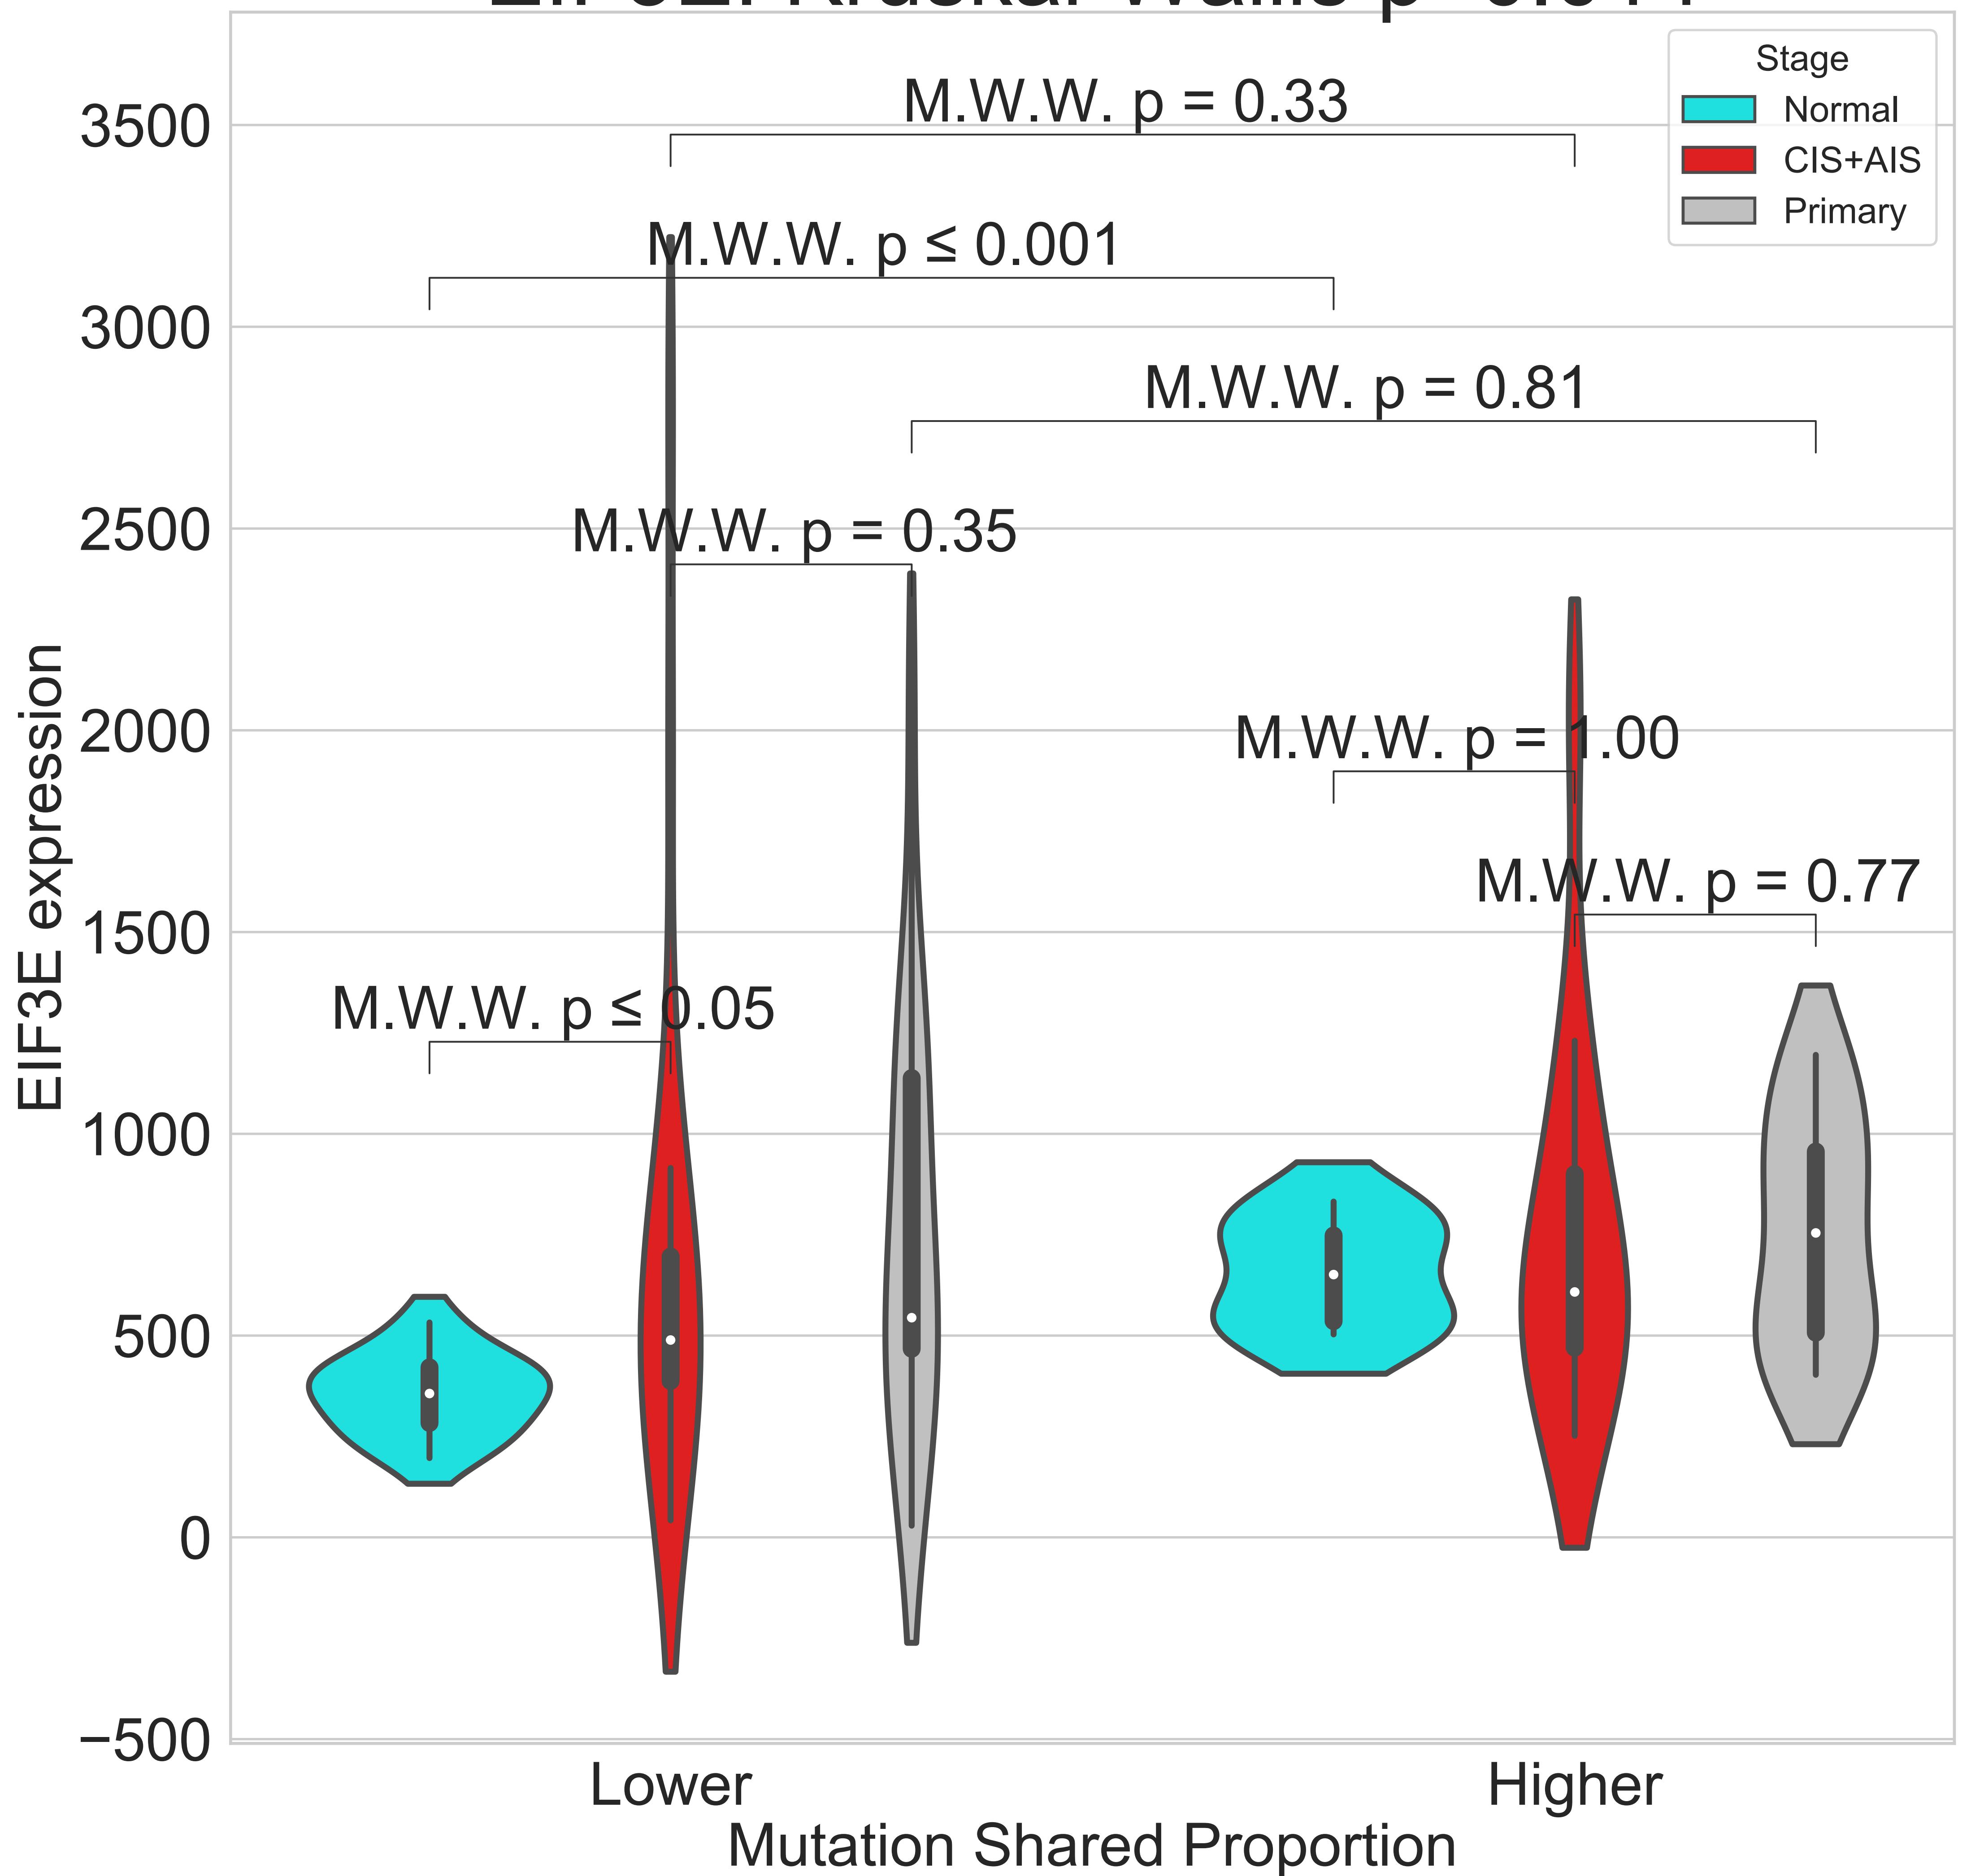 Stage
Normal
CIS+AIS
Primary
M.W.W. p = 0.33
M.W.W. p ≤ 0.001
M.W.W. p = 0.81
M.W.W. p = 0.35
M.W.W. p = 1.00
M.W.W. p = 0.77
M.W.W. p ≤ 0.05
3500
3000
2500
2000
1500
1000
500
0
−500
EIF3E expression
Lower
Higher
Mutation Shared Proportion